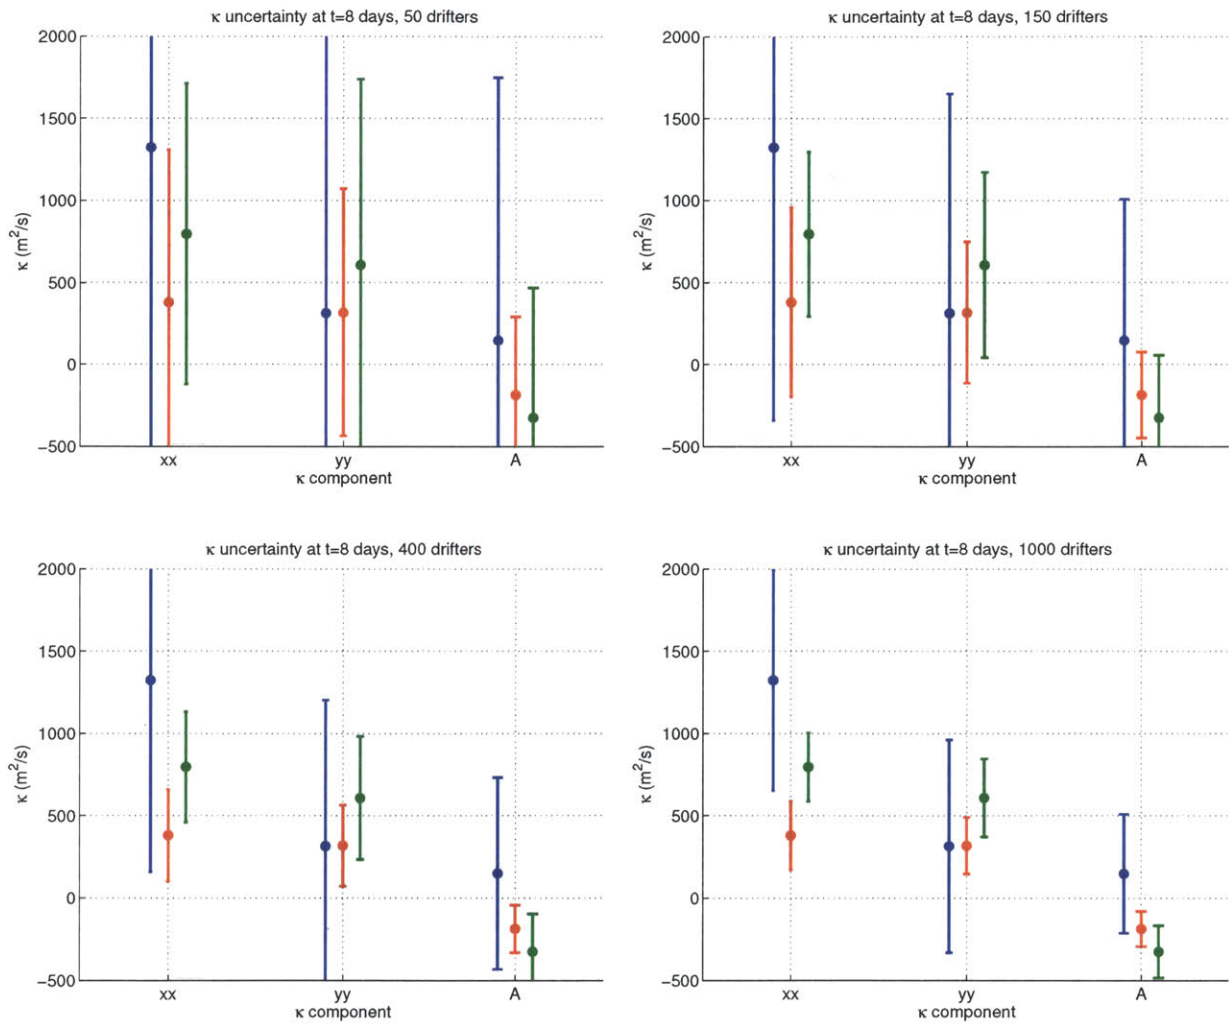 κ uncertainty at t=8 days, 50 drifters
2000
1500
1000
500
0
−500
κ (m²/s)
xx
yy
A
κ component
κ uncertainty at t=8 days, 150 drifters
2000
1500
1000
500
0
−500
κ (m²/s)
xx
yy
A
κ component
κ uncertainty at t=8 days, 400 drifters
2000
1500
1000
500
0
−500
κ (m²/s)
xx
yy
A
κ component
κ uncertainty at t=8 days, 1000 drifters
2000
1500
1000
500
0
−500
κ (m²/s)
xx
yy
A
κ component